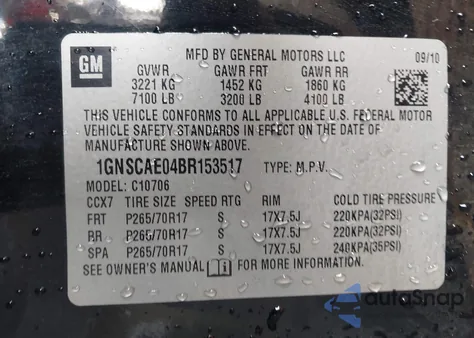 GM
MFD BY GENERAL MOTORS LLC 09/10
GVWR GAWR FRT GAWR RR
3221 KG 1452 KG 1860 KG
7100 LB 3200 LB 4100 LB
THIS VEHICLE CONFORMS TO ALL APPLICABLE U.S. FEDERAL MOTOR
VEHICLE SAFETY STANDARDS IN EFFECT ON THE DATE OF
MANUFACTURE SHOWN ABOVE.
1GNSCAE04BR153517 TYPE: M.P.V.
MODEL: C10706
CCX7 TIRE SIZE SPEED RTG RIM COLD TIRE PRESSURE
FRT P265/70R17 S 17X7.5J 220KPA(32PSI)
RR P265/70R17 S 17X7.5J 220KPA(32PSI)
SPA P265/70R17 S 17X7.5J 240KPA(35PSI)
SEE OWNER'S MANUAL FOR MORE INFORMATION.
autoSnap